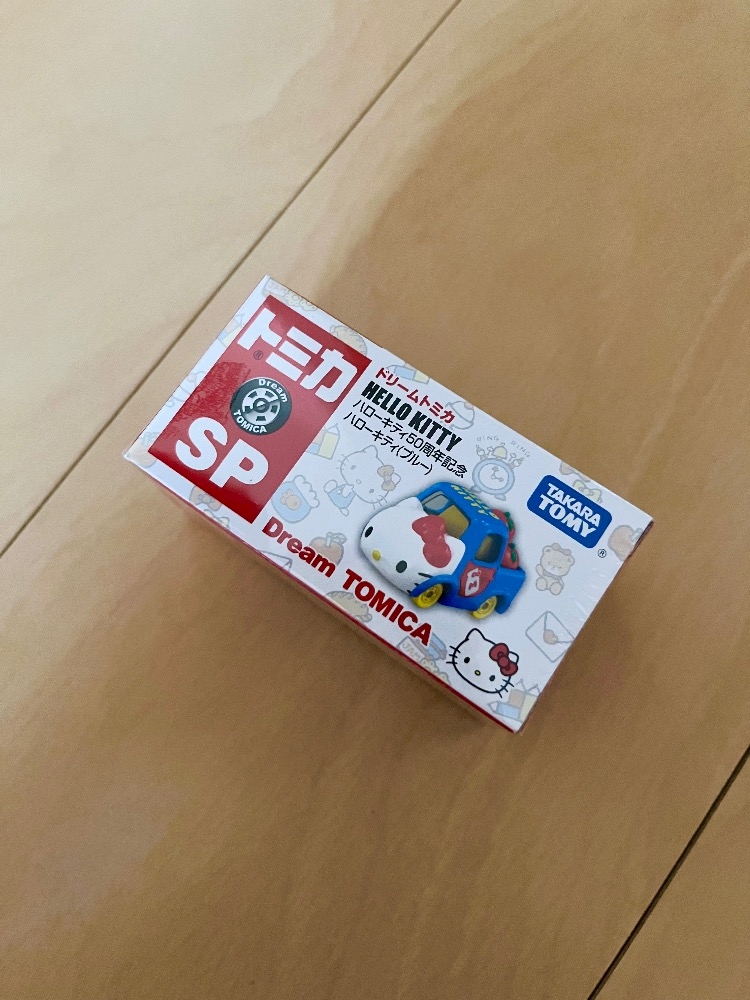 トミカ
®
Dream
TOMICA
SP
ドリームトミカ
HELLO KITTY
ハローキティ50周年記念
ハローキティ(ブルー)
TAKARA
TOMY
®
Dream TOMICA